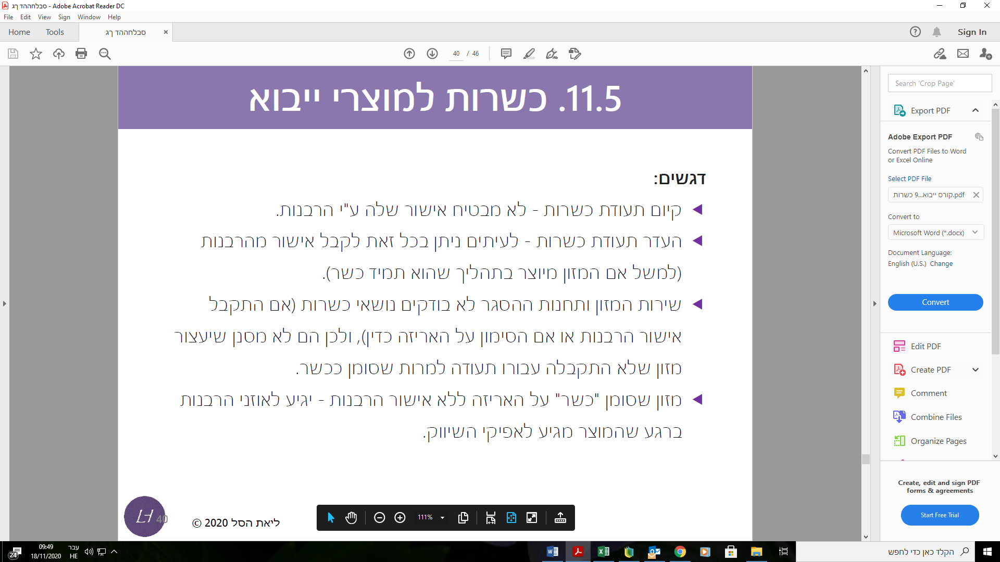 סבלחההד ךג - Adobe Acrobat Reader DC
File Edit View Sign Window Help
Home Tools סבלחההד ךג Sign In
40 / 46
11.5. כשרות למוצרי ייבוא
דגשים:
קיום תעודת כשרות - לא מבטיח אישור שלה ע"י הרבנות.
העדר תעודת כשרות - לעיתים ניתן בכל זאת לקבל אישור מהרבנות
(למשל אם המזון מיוצר בתהליך שהוא תמיד כשר).
שירות המזון ותחנות ההסגר לא בודקים נושאי כשרות (אם התקבל
אישור הרבנות או אם הסימון על האריזה כדין), ולכן הם לא מסנן שיעצור
מזון שלא התקבלה עבורו תעודה למרות שסומן ככשר.
מזון שסומן "כשר" על האריזה ללא אישור הרבנות - יגיע לאוזני הרבנות
ברגע שהמוצר מגיע לאפיקי השיווק.
LH 40
ליאת הסל 2020 ©
111%
Search 'Crop Page'
Export PDF
Adobe Export PDF
Convert PDF Files to Word
or Excel Online
Select PDF File
קורס ייבוא...9 כשרות.pdf
Convert to
Microsoft Word (*.docx)
Document Language:
English (U.S.) Change
Convert
Edit PDF
Create PDF
Comment
Combine Files
Organize Pages
Create, edit and sign PDF
forms & agreements
Start Free Trial
24
09:49
18/11/2020
עבר
HE
הקלד כאן כדי לחפש